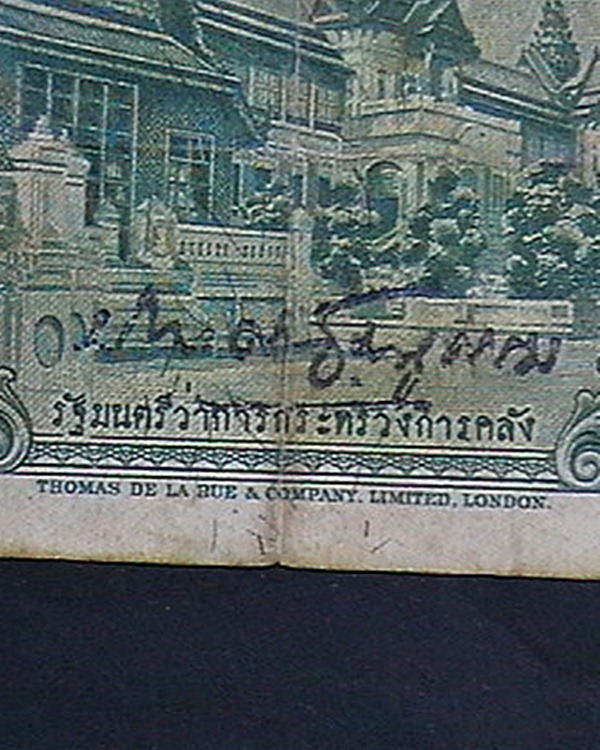 รัฐมนตรีว่าการกระทรวงการคลัง
THOMAS DE LA RUE & COMPANY, LIMITED, LONDON.